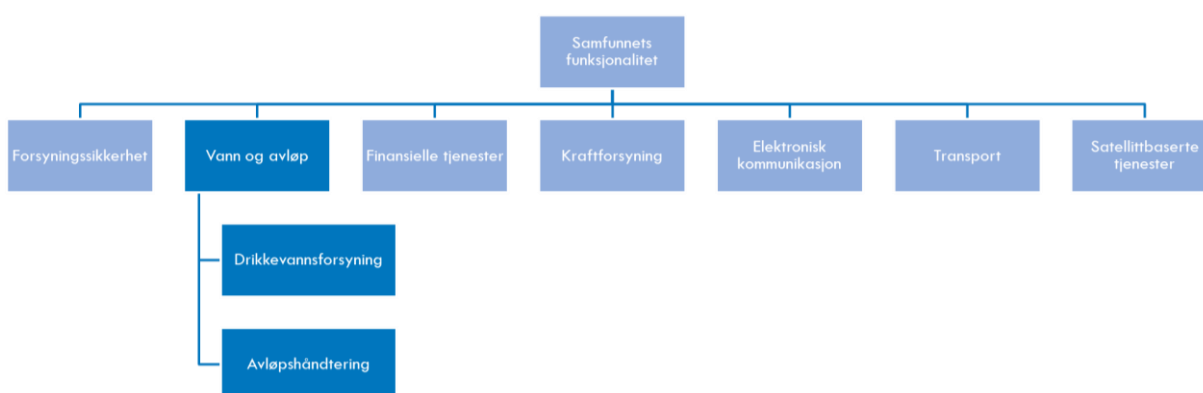 Samfunnets
funksjonalitet
Forsyningssikkerhet
Vann og avløp
Finansielle tjenester
Kraftforsyning
Elektronisk
kommunikasjon
Transport
Satellittbaserte
tjenester
Drikkevannsforsyning
Avløpshåndtering